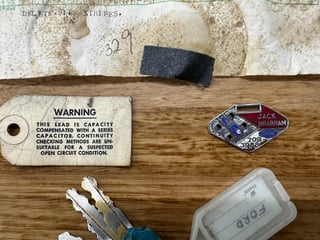 DELETE SIDE STRIPES.
329
WARNING
THIS LEAD IS CAPACITY
COMPENSATED WITH A SERIES
CAPACITOR. CONTINUITY
CHECKING METHODS ARE UN-
SUITABLE FOR A SUSPECTED
OPEN CIRCUIT CONDITION.
JACK
BRABHAM
FORD